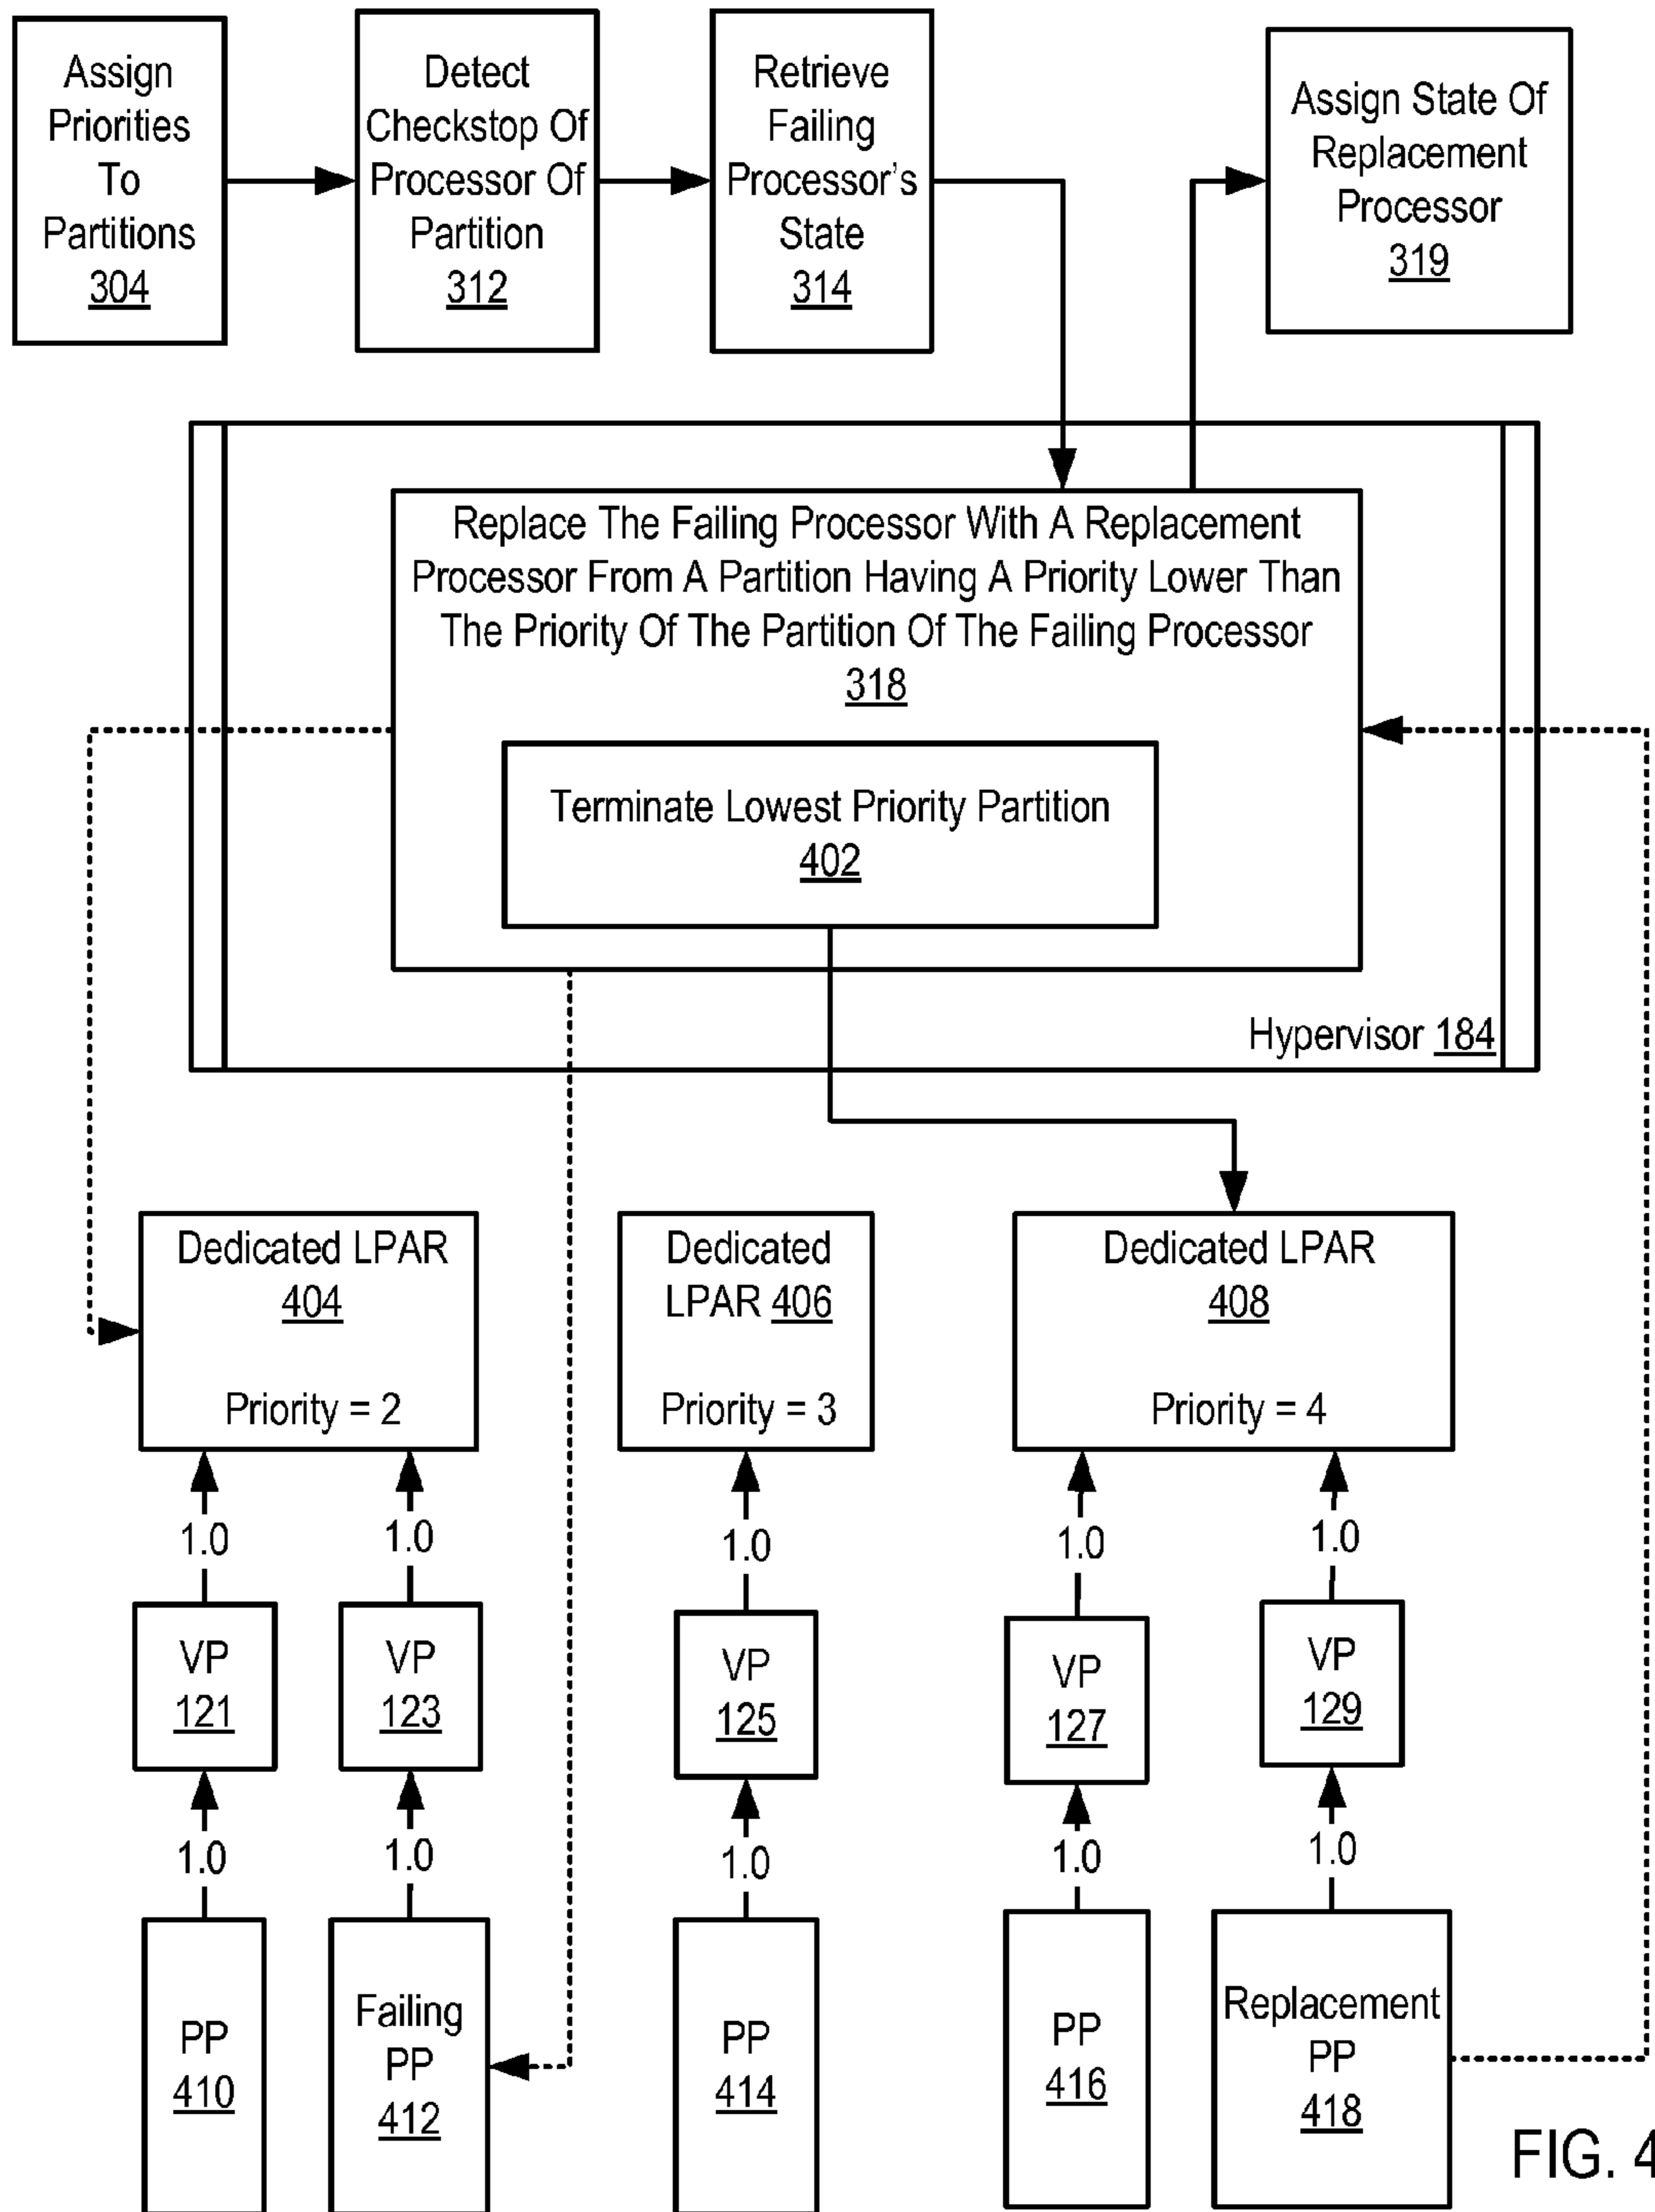 Assign
Priorities
To
Partitions
304
Detect
Checkstop Of
Processor Of
Partition
312
Retrieve
Failing
Processor's
State
314
Assign State Of
Replacement
Processor
319
Replace The Failing Processor With A Replacement
Processor From A Partition Having A Priority Lower Than
The Priority Of The Partition Of The Failing Processor
318
Terminate Lowest Priority Partition
402
Hypervisor 184
Dedicated LPAR
404
Priority = 2
Dedicated
LPAR 406
Priority = 3
Dedicated LPAR
408
Priority = 4
1.0
1.0
1.0
1.0
1.0
VP
121
VP
123
VP
125
VP
127
VP
129
1.0
1.0
1.0
1.0
1.0
PP
410
Failing
PP
412
PP
414
PP
416
Replacement
PP
418
FIG. 4